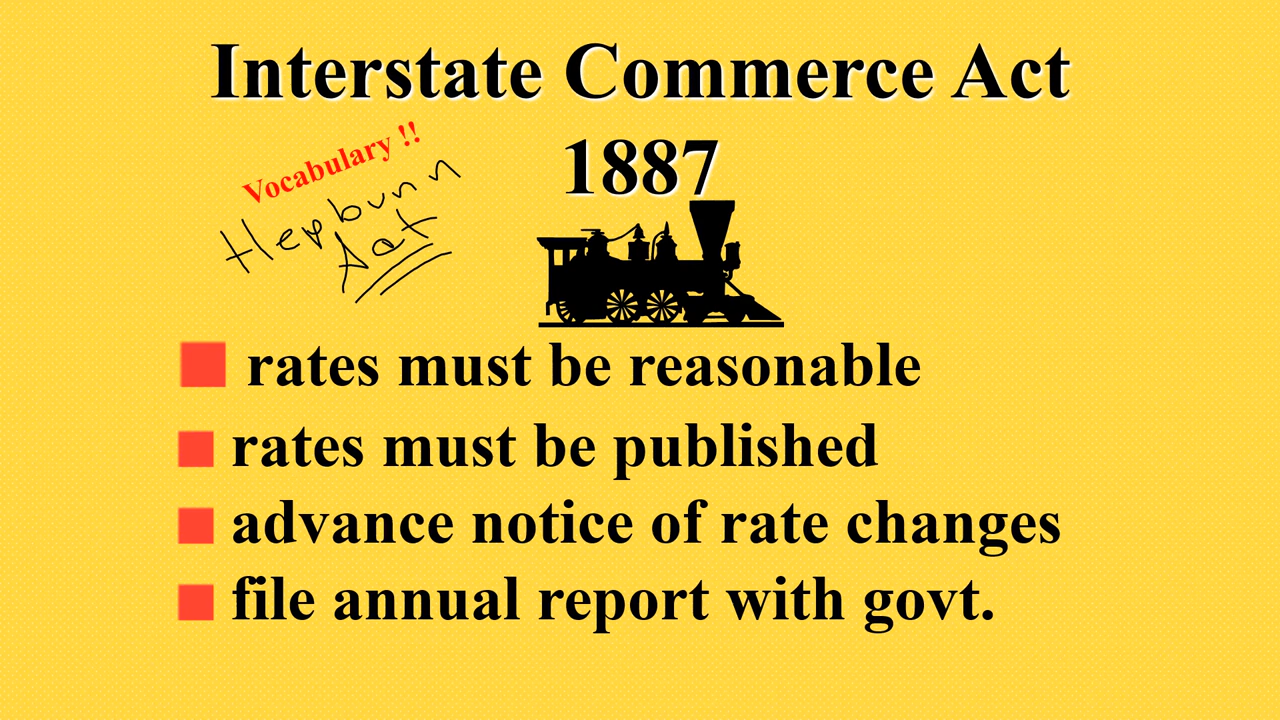 Interstate Commerce Act
1887
Vocabulary !!
Hepburn
Act
rates must be reasonable
rates must be published
advance notice of rate changes
file annual report with govt.